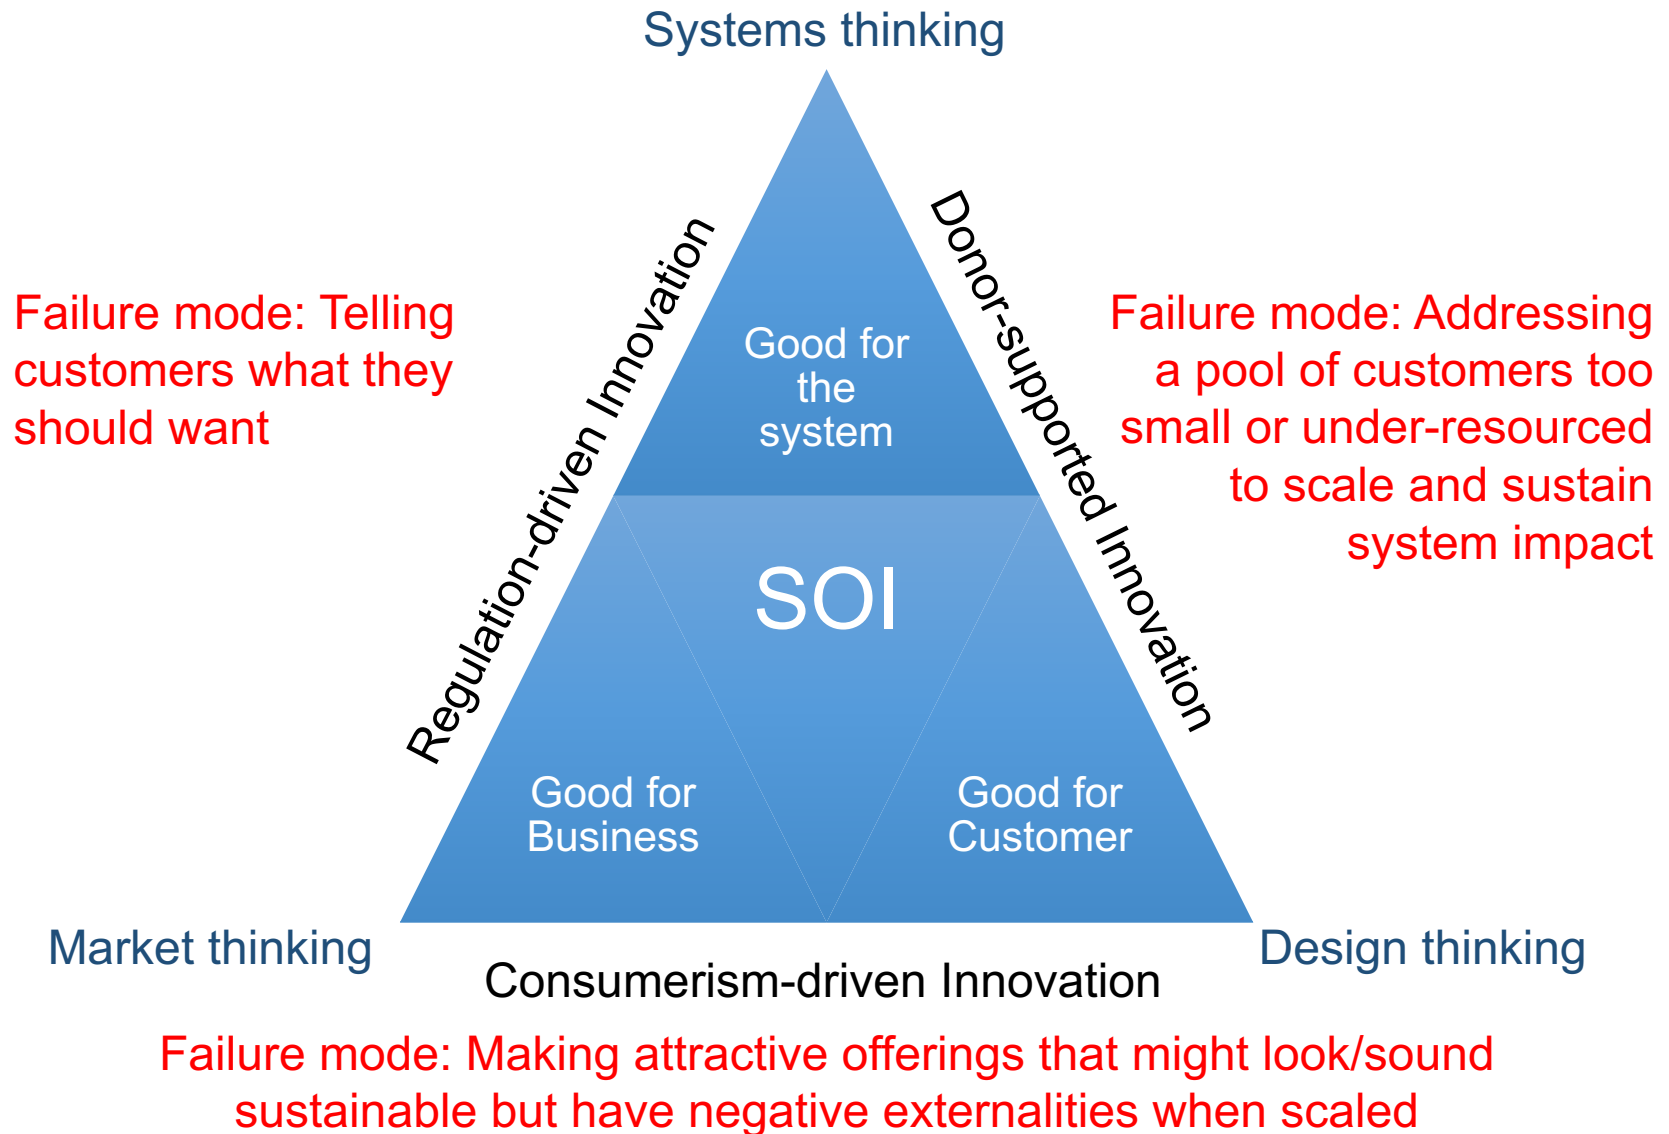 Systems thinking
Regulation-driven Innovation
Donor-supported Innovation
Failure mode: Telling
customers what they
should want
Good for
the
system
Failure mode: Addressing
a pool of customers too
small or under-resourced
to scale and sustain
system impact
SOI
Good for
Business
Good for
Customer
Market thinking
Design thinking
Consumerism-driven Innovation
Failure mode: Making attractive offerings that might look/sound
sustainable but have negative externalities when scaled